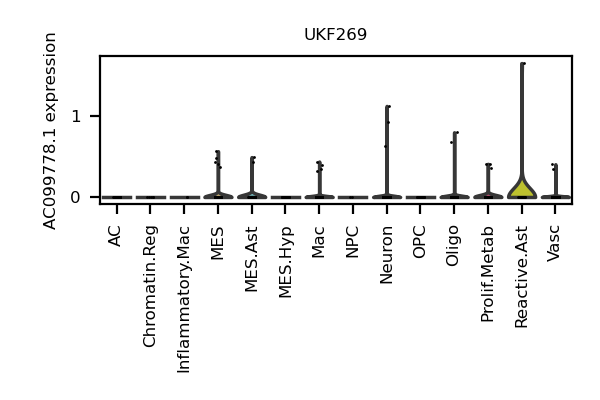 UKF269
AC099778.1 expression
1
0
AC
Chromatin.Reg
Inflammatory.Mac
MES
MES.Ast
MES.Hyp
Mac
NPC
Neuron
OPC
Oligo
Prolif.Metab
Reactive.Ast
Vasc